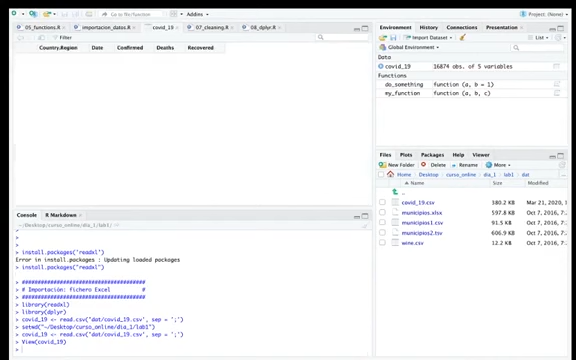 Go to file/function
Addins
Project: (None)
05_functions.R
importacion_datos.R
covid_19
07_cleaning.R
08_dplyr.R
Filter
Country.Region Date Confirmed Deaths Recovered
Environment History Connections Presentation
Import Dataset
List
Global Environment
Data
covid_19 16874 obs. of 5 variables
Functions
do_something function (a, b = 1)
my_function function (a, b, c)
Files Plots Packages Help Viewer
New Folder Delete Rename More
Home Desktop curso_online dia_1 lab1 dat
Name Size Modified
..
covid_19.csv 380.2 KB Mar 21, 2020,
municipios.xlsx 597.8 KB Oct 7, 2016,
municipios1.csv 91.5 KB Oct 7, 2016,
municipios2.tsv 606.9 KB Oct 7, 2016,
wine.csv 12.2 KB Oct 7, 2016,
Console R Markdown
~/Desktop/curso_online/dia_1/lab1/
>
>
> install.packages('readxl')
Error in install.packages : Updating loaded packages
> install.packages("readxl")
>
> #####################################
> # Importación: fichero Excel #
> #####################################
> library(readxl)
> library(dplyr)
> covid_19 <- read.csv('dat/covid_19.csv', sep = ';')
> setwd("~/Desktop/curso_online/dia_1/lab1")
> covid_19 <- read.csv('dat/covid_19.csv', sep = ';')
> View(covid_19)
>